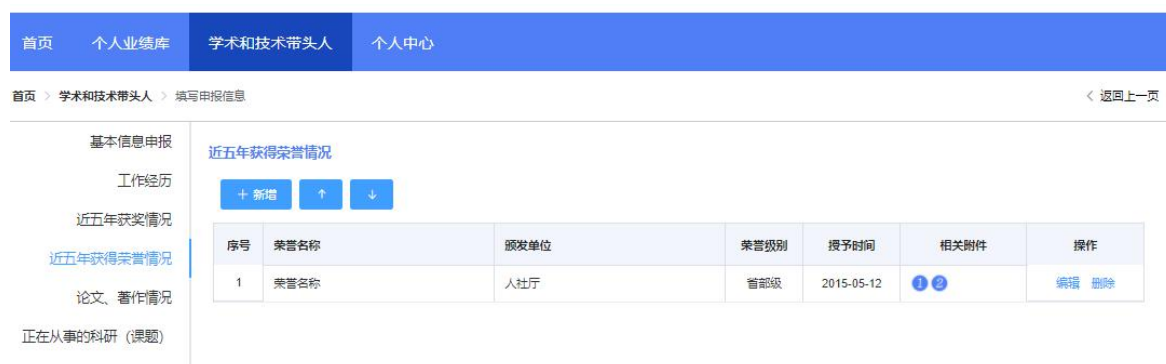 首页 个人业绩库 学术和技术带头人 个人中心
首页 > 学术和技术带头人 > 填写申报信息 < 返回上一页
基本信息申报
工作经历
近五年获奖情况
近五年获得荣誉情况
论文、著作情况
正在从事的科研（课题）
近五年获得荣誉情况
＋ 新增 ↑ ↓
序号 荣誉名称 颁发单位 荣誉级别 授予时间 相关附件 操作
1 荣誉名称 人社厅 省部级 2015-05-12 1 2 编辑 删除